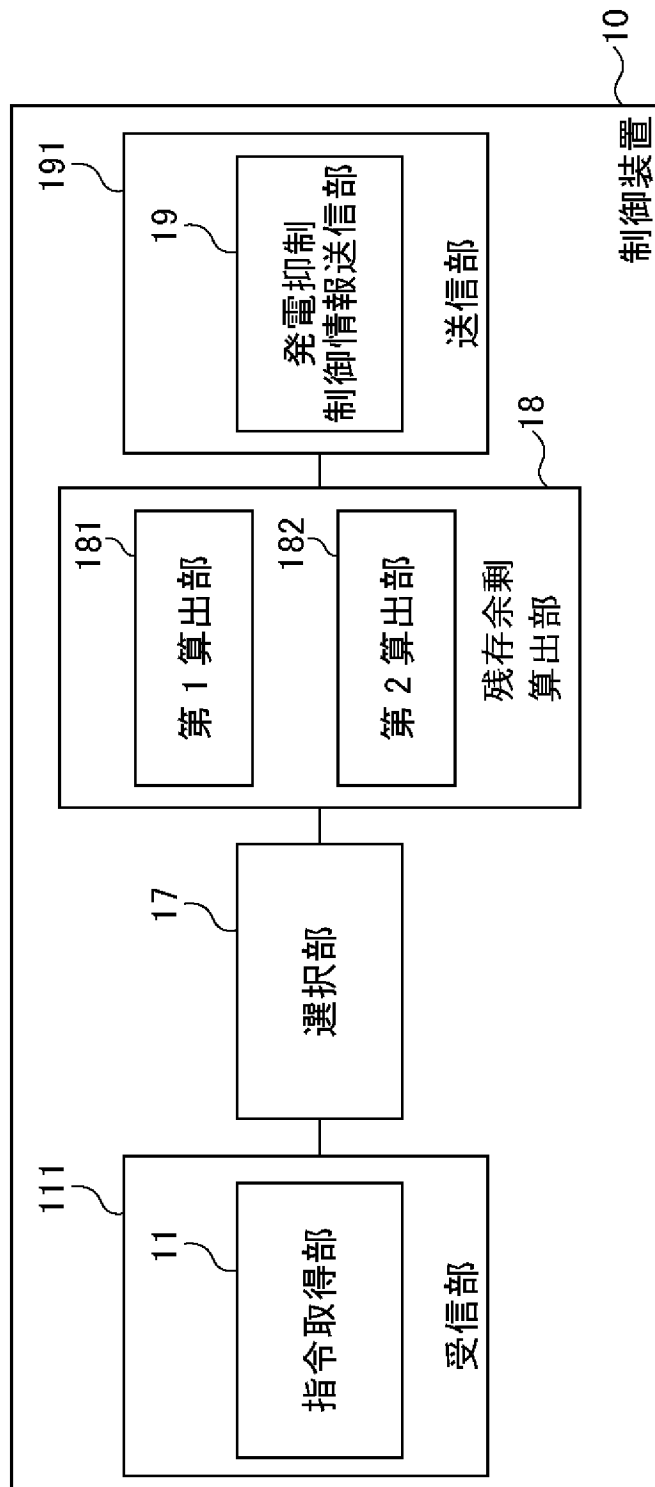 111
11
指令取得部
受信部
17
選択部
181
第1算出部
182
第2算出部
残存余剰
算出部
18
191
19
発電抑制
制御情報送信部
送信部
制御装置
10